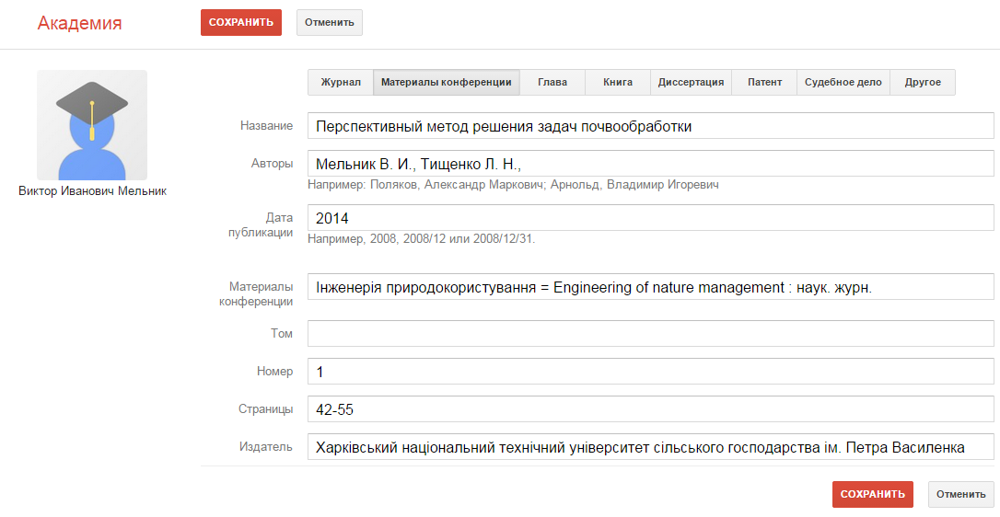 Академия
СОХРАНИТЬ
Отменить
Виктор Иванович Мельник
Журнал
Материалы конференции
Глава
Книга
Диссертация
Патент
Судебное дело
Другое
Название
Перспективный метод решения задач почвообработки
Авторы
Мельник В. И., Тищенко Л. Н.,
Например: Поляков, Александр Маркович; Арнольд, Владимир Игоревич
Дата
публикации
2014
Например, 2008, 2008/12 или 2008/12/31.
Материалы
конференции
Інженерія природокористування = Engineering of nature management : наук. журн.
Том
Номер
1
Страницы
42-55
Издатель
Харківський національний технічний університет сільського господарства ім. Петра Василенка
СОХРАНИТЬ
Отменить